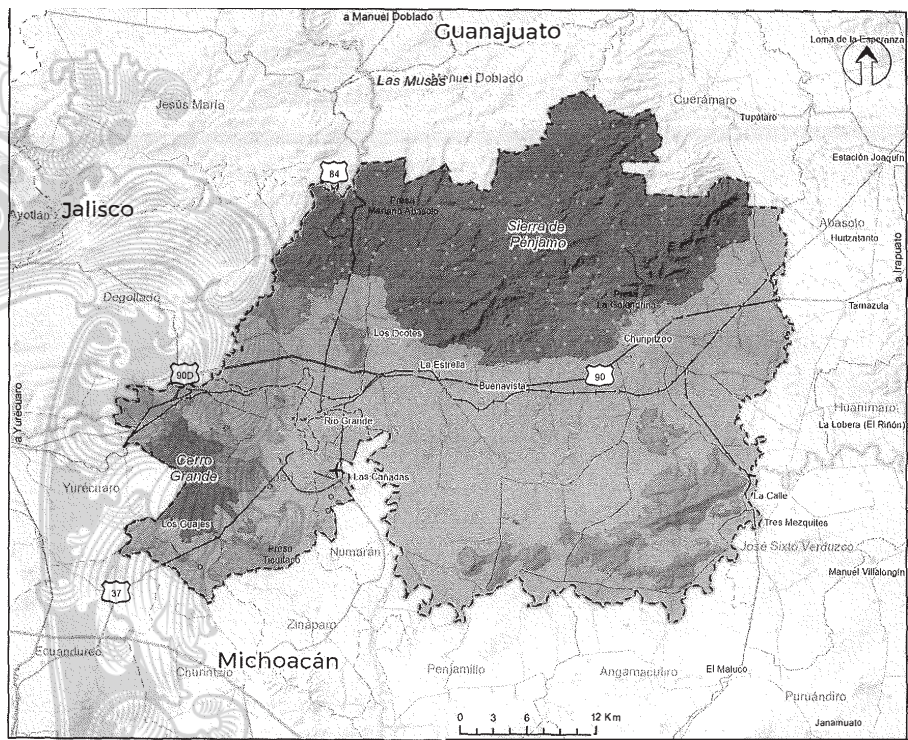 a Manuel Doblado
Guanajuato
Loma de la Esperanza
Las Musas
Manuel Doblado
Jesús María
Cuerámaro
Tupátaro
Estación Joaquín
84
Presa
Mariano Abasolo
Ayotlán
Jalisco
Sierra de
Pénjamo
Abasolo
Huitzatarito
a Irapuato
Degollado
Presa
La Golondrina
Tamazula
Los Ocotes
Churipitzeo
La Estrella
90D
90
Buenavista
a Yurécuaro
Huanímaro
Río Grande
La Lobera (El Riñón)
Cerro
Grande
Yurécuaro
Las Cañadas
La Calle
Los Guajes
Tres Mezquites
Presa
Tiquitaco
Numarán
José Sixto Verduzco
Manuel Villalongín
37
Zináparo
Ecuandureo
Michoacán
Churintzio
Penjamillo
Angamacutiro
El Maluco
Puruándiro
0 3 6 12 Km
Janamuato